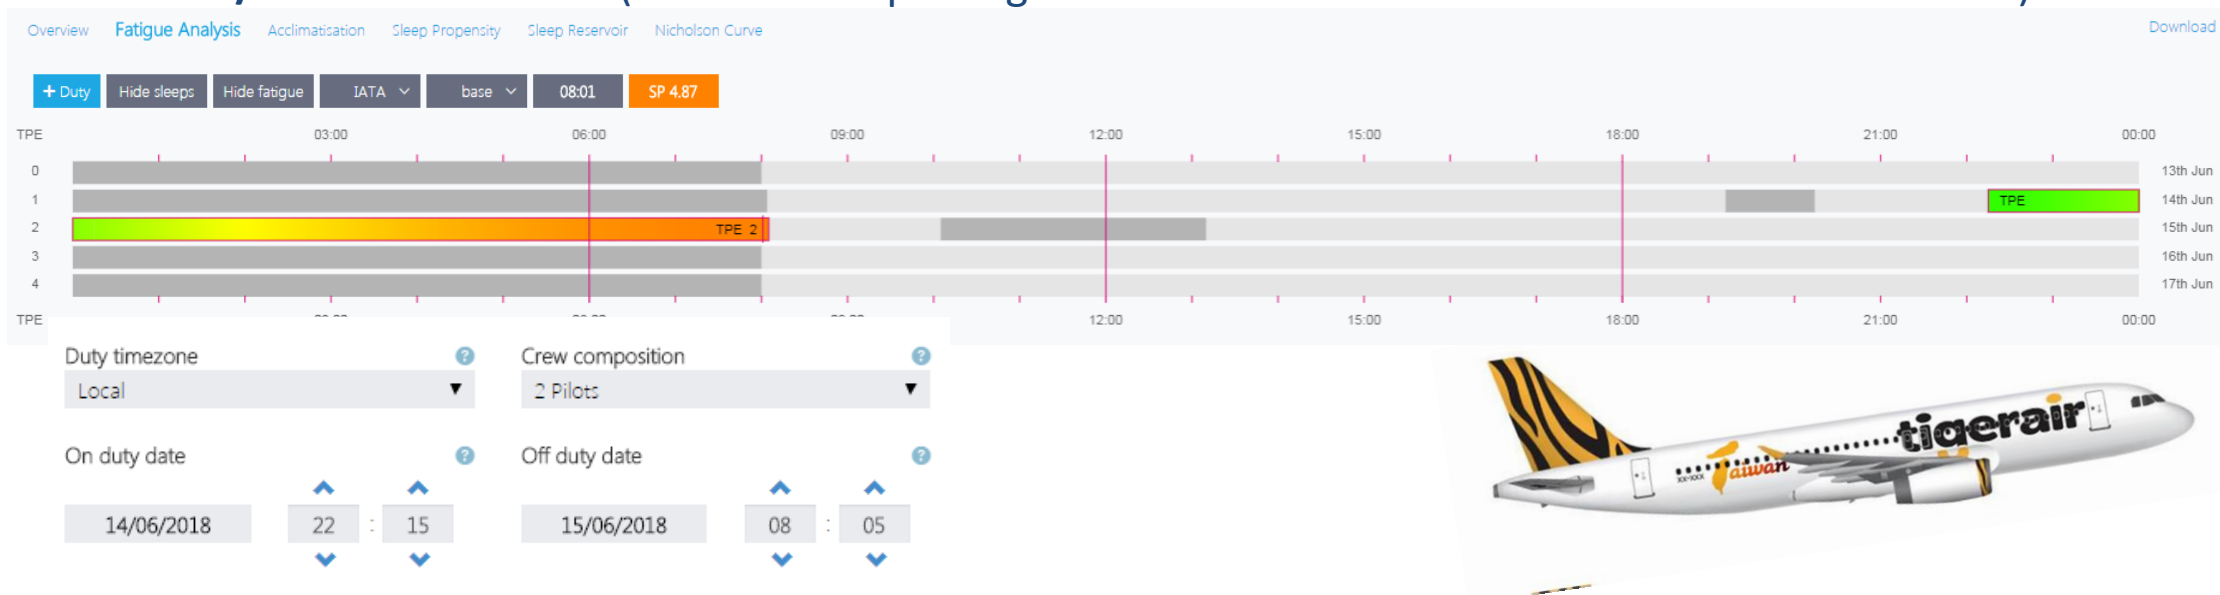 Overview Fatigue Analysis Acclimatisation Sleep Propensity Sleep Reservoir Nicholson Curve Download
+ Duty Hide sleeps Hide fatigue IATA base 08:01 SP 4.87
TPE 03:00 06:00 09:00 12:00 15:00 18:00 21:00 00:00
0 13th Jun
1 TPE 14th Jun
2 TPE 2 15th Jun
3 16th Jun
4 17th Jun
TPE 12:00 15:00 18:00 21:00 00:00
Duty timezone ? Crew composition ?
Local 2 Pilots
On duty date ? Off duty date ?
14/06/2018 22 : 15 15/06/2018 08 : 05
tigerair
Taiwan
XX-XXX